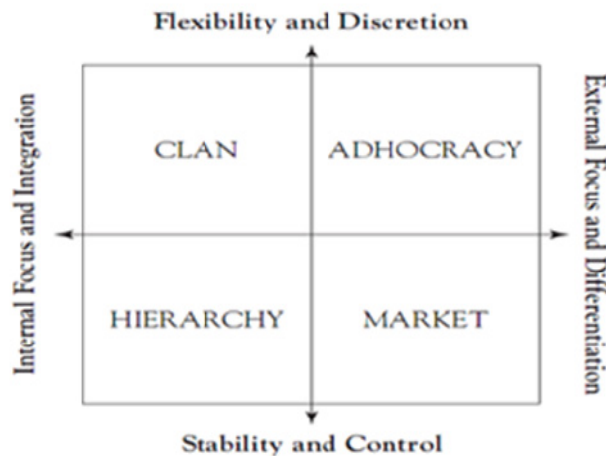 Flexibility and Discretion
Internal Focus and Integration
CLAN
ADHOCRACY
External Focus and Differentiation
HIERARCHY
MARKET
Stability and Control